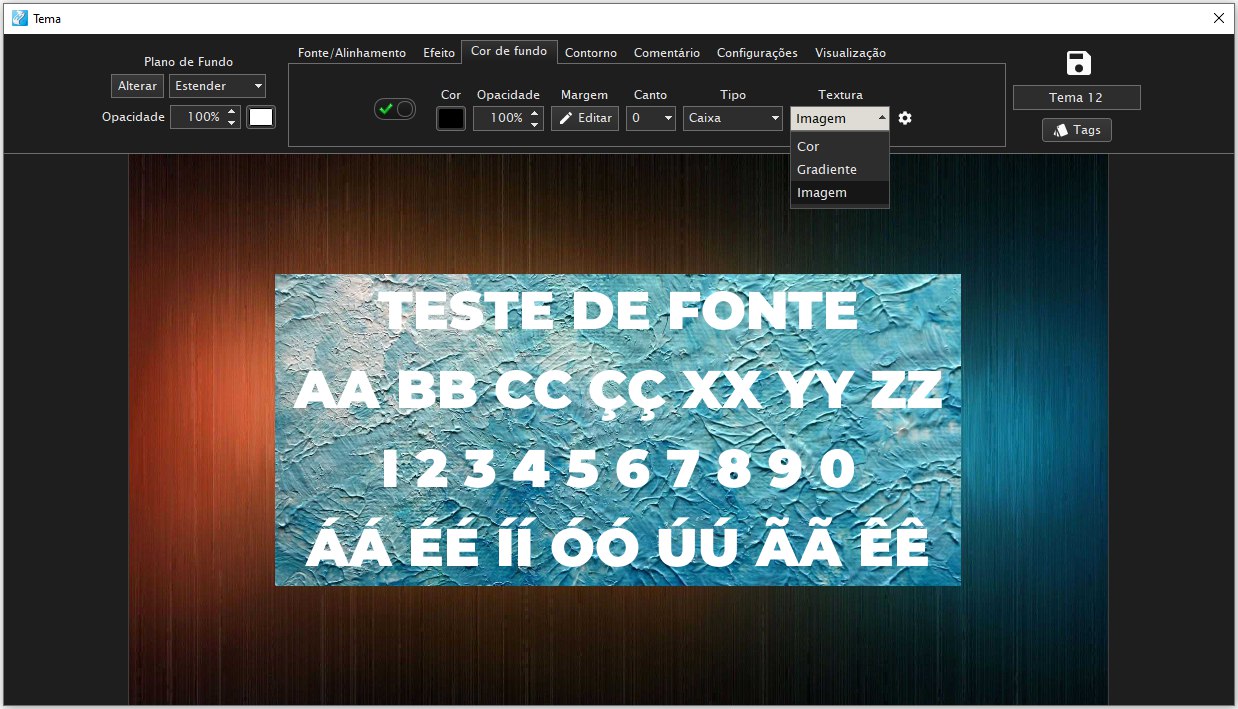 Tema
Plano de Fundo
Alterar
Estender
Opacidade
100%
Fonte/Alinhamento
Efeito
Cor de fundo
Contorno
Comentário
Configurações
Visualização
Cor
Opacidade
Margem
Canto
Tipo
Textura
100%
Editar
0
Caixa
Imagem
Cor
Gradiente
Imagem
Tema 12
Tags
TESTE DE FONTE
AA BB CC ÇÇ XX YY ZZ
1 2 3 4 5 6 7 8 9 0
ÁÁ ÉÉ ÍÍ ÓÓ ÚÚ ÃÃ ÊÊ